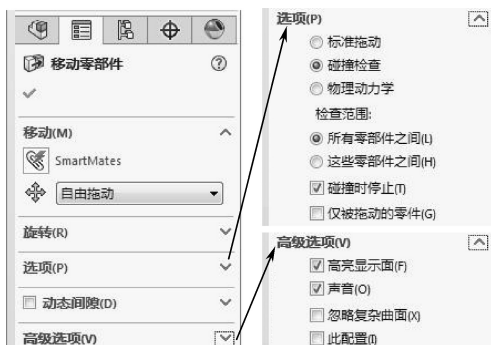 移动零部件
移动(M)
SmartMates
自由拖动
旋转(R)
选项(P)
动态间隙(D)
高级选项(V)
选项(P)
标准拖动
碰撞检查
物理动力学
检查范围:
所有零部件之间(L)
这些零部件之间(H)
碰撞时停止(T)
仅被拖动的零件(G)
高级选项(V)
高亮显示面(F)
声音(O)
忽略复杂曲面(X)
此配置(I)